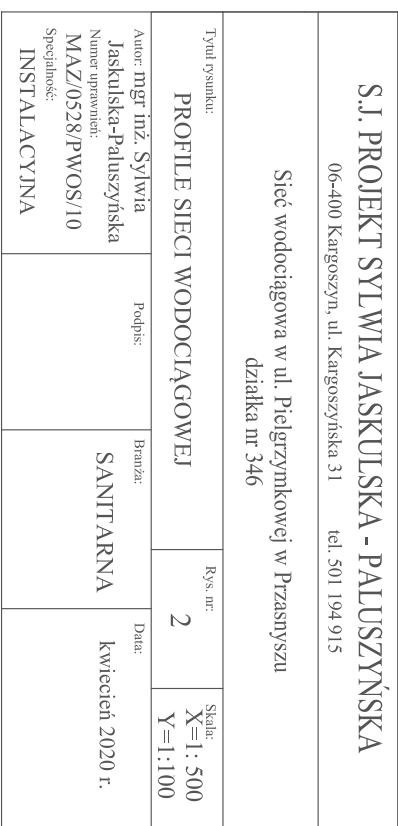 S.J. PROJEKT SYLWIA JASKULSKA - PALUSZYŃSKA
06-400 Kargoszyn, ul. Kargoszyńska 31 tel. 501 194 915
Sieć wodociągowa w ul. Pielgrzymkowej w Przasnyszu
działka nr 346
Tytuł rysunku:
PROFILE SIECI WODOCIĄGOWEJ
Rys. nr:
2
Skala:
X=1: 500
Y=1:100
Autor: mgr inż. Sylwia
Jaskulska-Paluszyńska
Numer uprawnień:
MAZ/0528/PWOS/10
Specjalność:
INSTALACYJNA
Podpis:
Branża:
SANITARNA
Data:
kwiecień 2020 r.